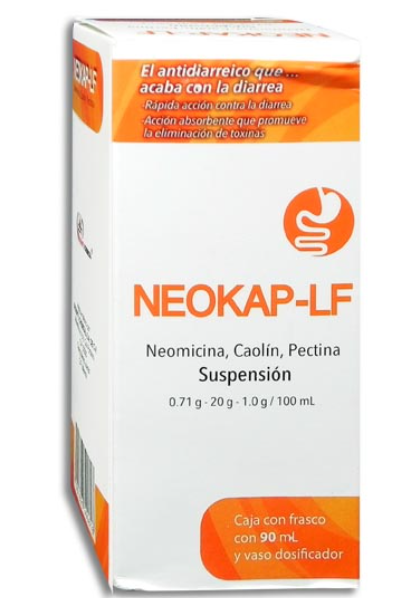 NEOKAP-LF
El antidiarreico que...
acaba con la diarrea
-Rápida acción contra la diarrea
-Acción absorbente que promueve
la eliminación de toxinas
NEOKAP-LF
Neomicina, Caolín, Pectina
Suspensión
0.71 g - 20 g - 1.0 g / 100 mL
Caja con frasco
con 90 mL
y vaso dosificador